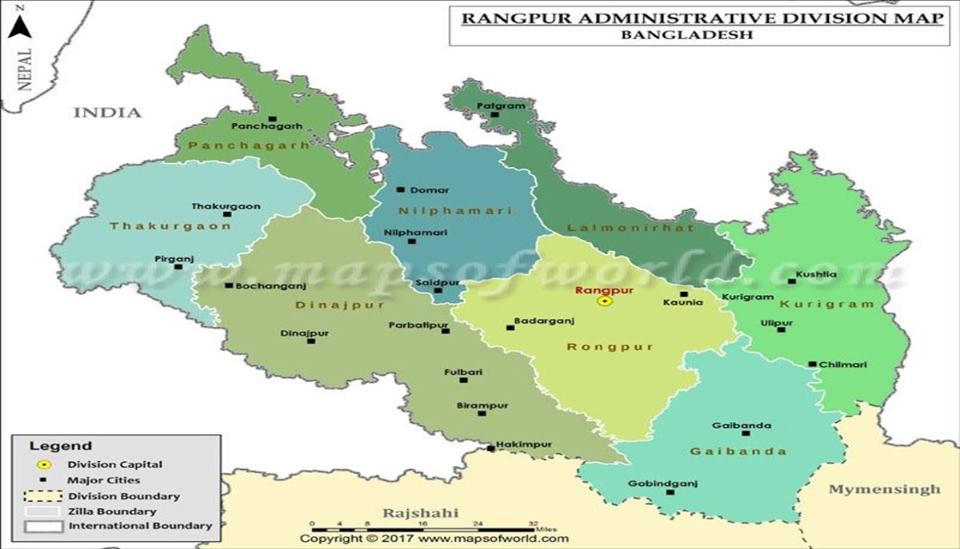 RANGPUR ADMINISTRATIVE DIVISION MAP
BANGLADESH
N
NEPAL
INDIA
Patgram
Panchagarh
Panchagarh
Domar
Thakurgaon
Nilphamari
Thakurgaon
Lalmonirhat
Nilphamari
Pirganj
www.mapsofworld.com
Kushtia
Saidpur
Bochanganj
Rangpur
Kurigram
Kaunia
Dinajpur
Kurigram
Badarganj
Parbatipur
Ulipur
Dinajpur
Rongpur
Chilmari
Fulbari
Birampur
Gaibanda
Hakimpur
Gaibanda
Legend
Division Capital
Major Cities
Division Boundary
Zilla Boundary
International Boundary
Gobindganj
Mymensingh
Rajshahi
0 4 8 16 24 32
Miles
Copyright © 2017 www.mapsofworld.com